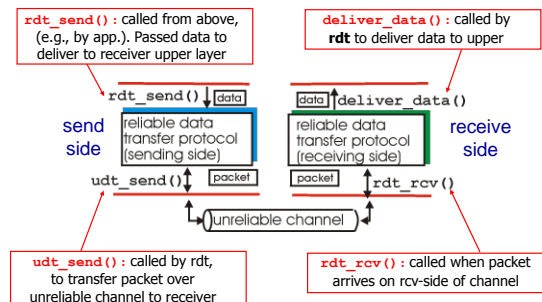 rdt_send(): called from above,
(e.g., by app.). Passed data to
deliver to receiver upper layer
deliver_data(): called by
rdt to deliver data to upper
rdt_send()
data
data
deliver_data()
send
side
reliable data
transfer protocol
(sending side)
reliable data
transfer protocol
(receiving side)
receive
side
udt_send()
packet
packet
rdt_rcv()
unreliable channel
udt_send(): called by rdt,
to transfer packet over
unreliable channel to receiver
rdt_rcv(): called when packet
arrives on rcv-side of channel